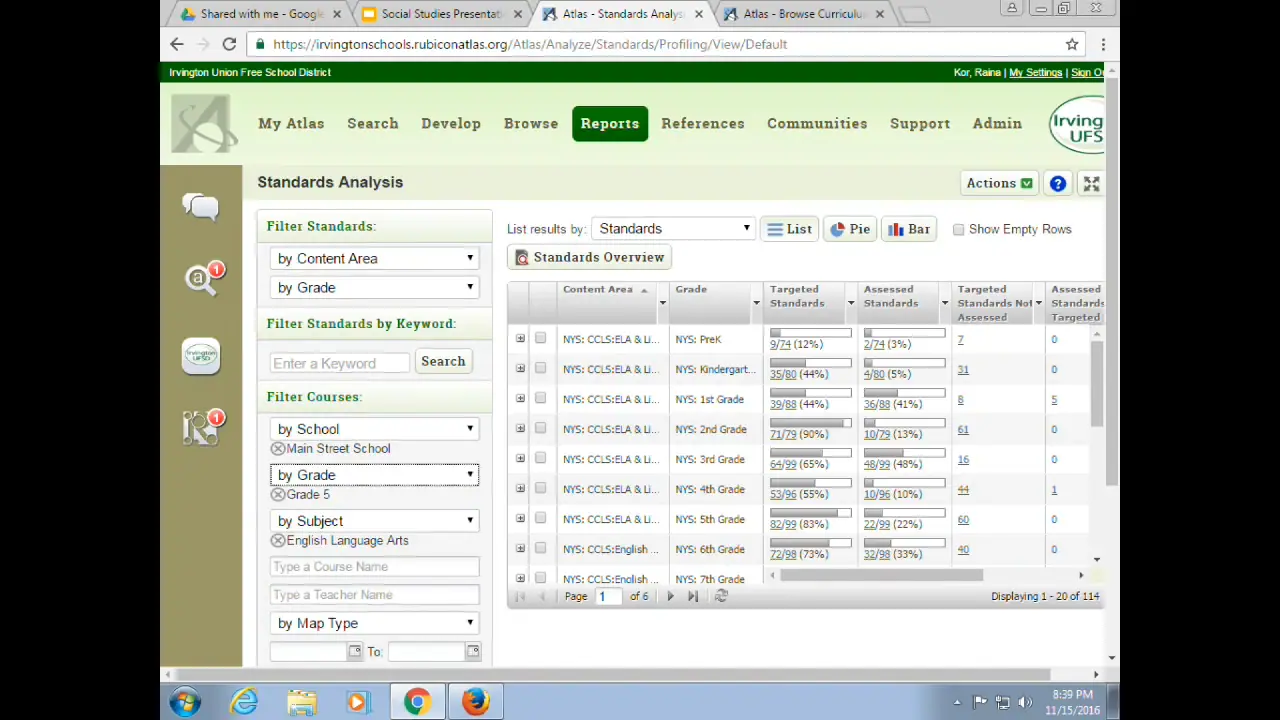 Shared with me - Google
Social Studies Presentati
Atlas - Standards Analys
Atlas - Browse Curriculu
https://irvingtonschools.rubiconatlas.org/Atlas/Analyze/Standards/Profiling/View/Default
Irvington Union Free School District
Kor, Raina | My Settings | Sign Ou
My Atlas Search Develop Browse Reports References Communities Support Admin
Irving
UFS
Standards Analysis
Actions
Filter Standards:
by Content Area
by Grade
Filter Standards by Keyword:
Enter a Keyword Search
Filter Courses:
by School
Main Street School
by Grade
Grade 5
by Subject
English Language Arts
Type a Course Name
Type a Teacher Name
by Map Type
To:
a 1
Irvington
UFSD
1
List results by: Standards List Pie Bar Show Empty Rows
Standards Overview
Content Area Grade Targeted Standards Assessed Standards Targeted Standards Not Assessed Assessed Standards Targeted
NYS: CCLS:ELA & Li... NYS: PreK 9/74 (12%) 2/74 (3%) 7 0
NYS: CCLS:ELA & Li... NYS: Kindergart... 35/80 (44%) 4/80 (5%) 31 0
NYS: CCLS:ELA & Li... NYS: 1st Grade 39/88 (44%) 36/88 (41%) 8 5
NYS: CCLS:ELA & Li... NYS: 2nd Grade 71/79 (90%) 10/79 (13%) 61 0
NYS: CCLS:ELA & Li... NYS: 3rd Grade 64/99 (65%) 48/99 (48%) 16 0
NYS: CCLS:ELA & Li... NYS: 4th Grade 53/96 (55%) 10/96 (10%) 44 1
NYS: CCLS:ELA & Li... NYS: 5th Grade 82/99 (83%) 22/99 (22%) 60 0
NYS: CCLS:English ... NYS: 6th Grade 72/98 (73%) 32/98 (33%) 40 0
NYS: CCLS:English ... NYS: 7th Grade
Page 1 of 6 Displaying 1 - 20 of 114
8:39 PM
11/15/2016